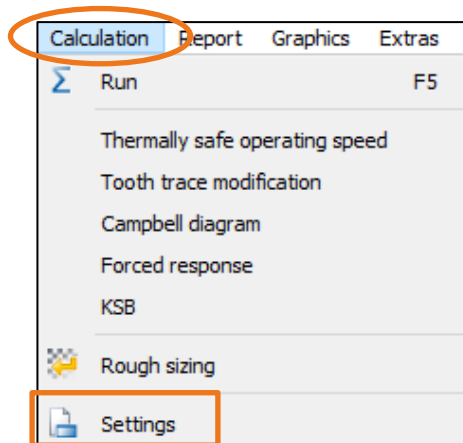 Calculation Report Graphics Extras
Σ Run F5
Thermally safe operating speed
Tooth trace modification
Campbell diagram
Forced response
KSB
Rough sizing
Settings